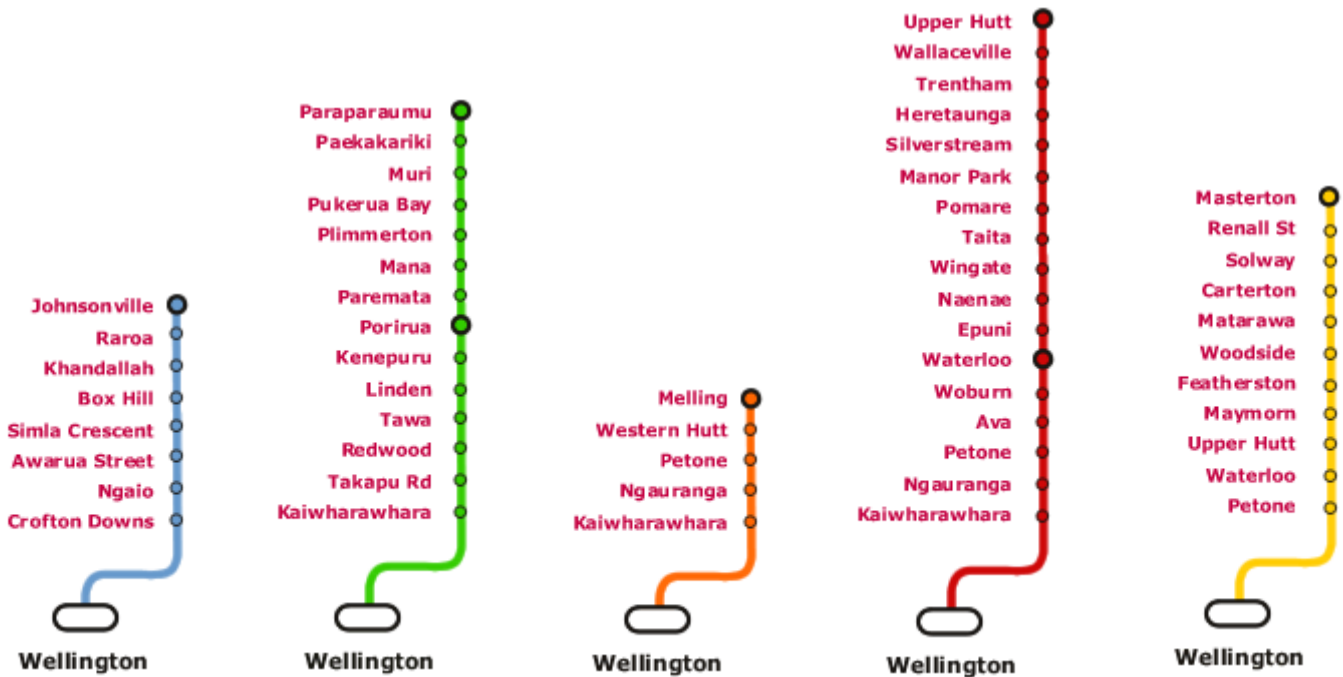 Johnsonville
Raroa
Khandallah
Box Hill
Simla Crescent
Awarua Street
Ngaio
Crofton Downs
Wellington
Paraparaumu
Paekakariki
Muri
Pukerua Bay
Plimmerton
Mana
Paremata
Porirua
Kenepuru
Linden
Tawa
Redwood
Takapu Rd
Kaiwharawhara
Wellington
Melling
Western Hutt
Petone
Ngauranga
Kaiwharawhara
Wellington
Upper Hutt
Wallaceville
Trentham
Heretaunga
Silverstream
Manor Park
Pomare
Taita
Wingate
Naenae
Epuni
Waterloo
Woburn
Ava
Petone
Ngauranga
Kaiwharawhara
Wellington
Masterton
Renall St
Solway
Carterton
Matarawa
Woodside
Featherston
Maymorn
Upper Hutt
Waterloo
Petone
Wellington